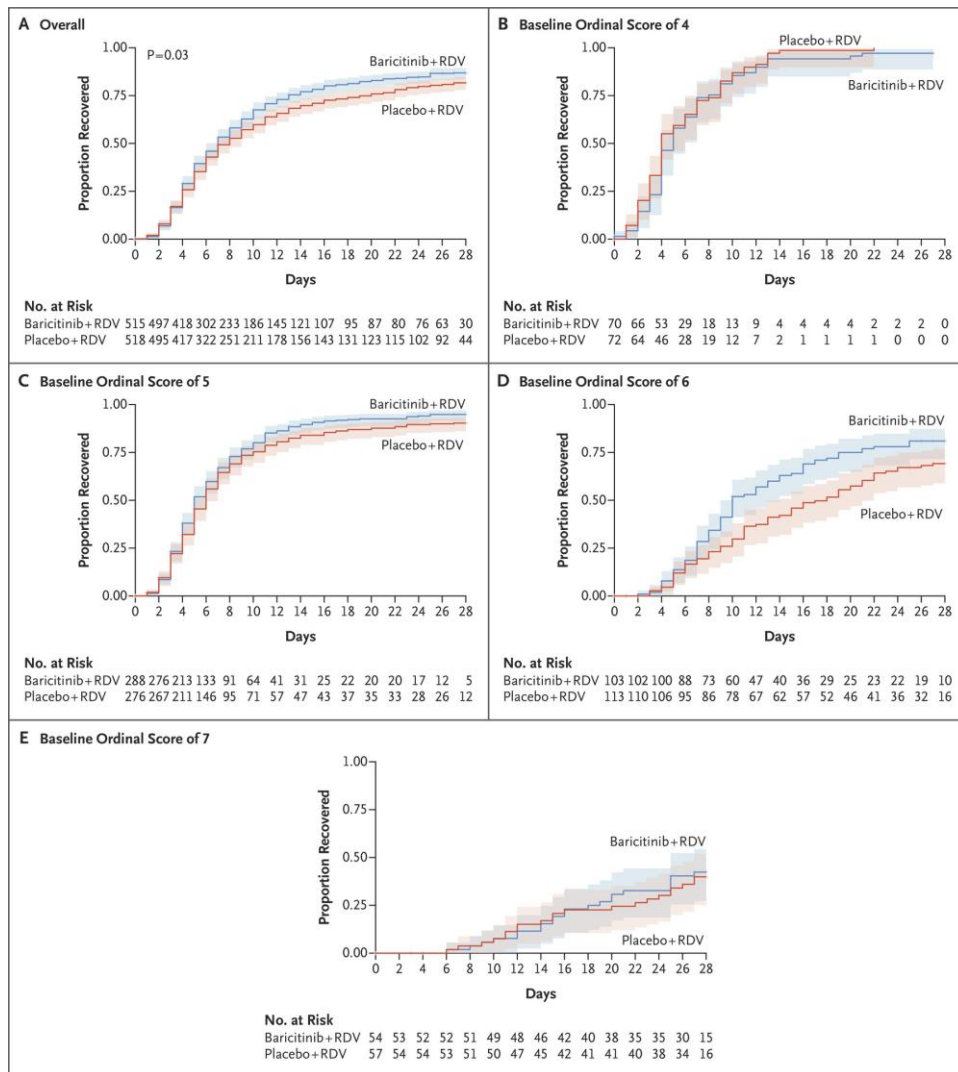 A Overall
P=0.03
1.00
0.75
0.50
0.25
0.00
Proportion Recovered
Baricitinib+RDV
Placebo+RDV
0 2 4 6 8 10 12 14 16 18 20 22 24 26 28
Days
No. at Risk
Baricitinib+RDV 515 497 418 302 233 186 145 121 107 95 87 80 76 63 30
Placebo+RDV 518 495 417 322 251 211 178 156 143 131 123 115 102 92 44
B Baseline Ordinal Score of 4
1.00
0.75
0.50
0.25
0.00
Proportion Recovered
Placebo+RDV
Baricitinib+RDV
0 2 4 6 8 10 12 14 16 18 20 22 24 26 28
Days
No. at Risk
Baricitinib+RDV 70 66 53 29 18 13 9 4 4 4 4 2 2 2 0
Placebo+RDV 72 64 46 28 19 12 7 2 1 1 1 1 0 0 0
C Baseline Ordinal Score of 5
1.00
0.75
0.50
0.25
0.00
Proportion Recovered
Baricitinib+RDV
Placebo+RDV
0 2 4 6 8 10 12 14 16 18 20 22 24 26 28
Days
No. at Risk
Baricitinib+RDV 288 276 213 133 91 64 41 31 25 22 20 20 17 12 5
Placebo+RDV 276 267 211 146 95 71 57 47 43 37 35 33 28 26 12
D Baseline Ordinal Score of 6
1.00
0.75
0.50
0.25
0.00
Proportion Recovered
Baricitinib+RDV
Placebo+RDV
0 2 4 6 8 10 12 14 16 18 20 22 24 26 28
Days
No. at Risk
Baricitinib+RDV 103 102 100 88 73 60 47 40 36 29 25 23 22 19 10
Placebo+RDV 113 110 106 95 86 78 67 62 57 52 46 41 36 32 16
E Baseline Ordinal Score of 7
1.00
0.75
0.50
0.25
0.00
Proportion Recovered
Baricitinib+RDV
Placebo+RDV
0 2 4 6 8 10 12 14 16 18 20 22 24 26 28
Days
No. at Risk
Baricitinib+RDV 54 53 52 52 51 49 48 46 42 40 38 35 35 30 15
Placebo+RDV 57 54 54 53 51 50 47 45 42 41 41 40 38 34 16